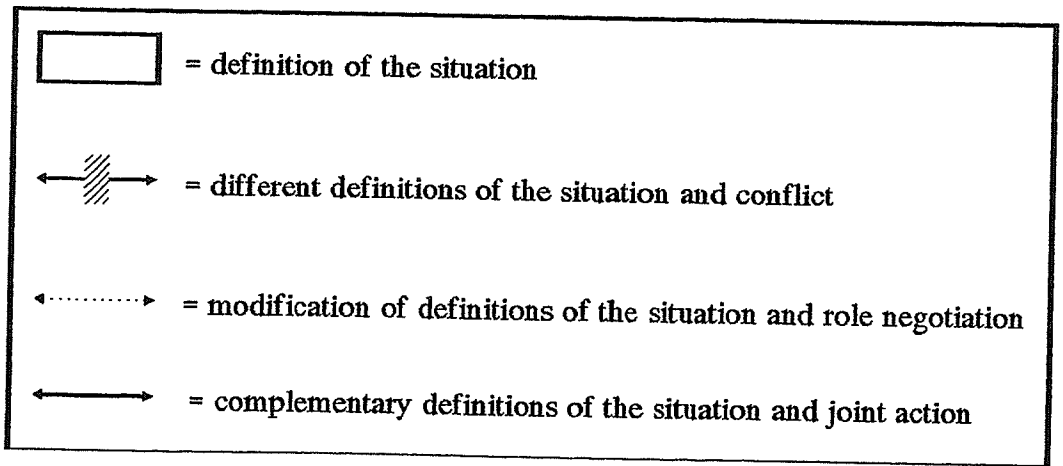 = definition of the situation
= different definitions of the situation and conflict
= modification of definitions of the situation and role negotiation
= complementary definitions of the situation and joint action